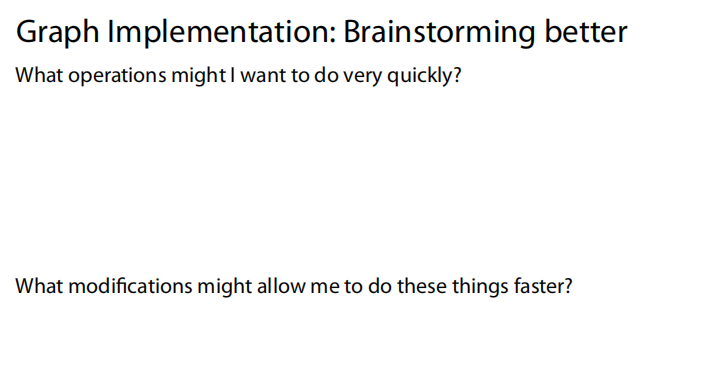 Graph Implementation: Brainstorming better
What operations might I want to do very quickly?
What modifications might allow me to do these things faster?